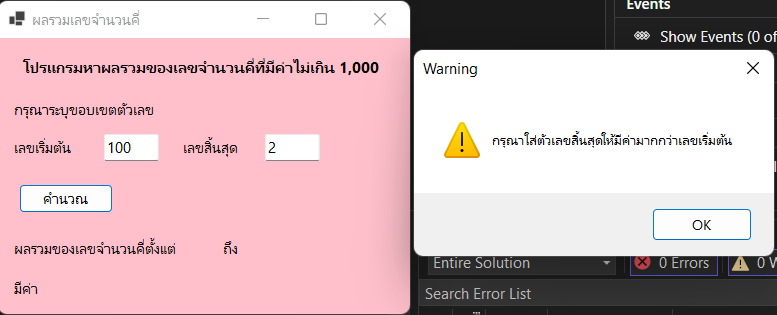 ผลรวมเลขจำนวนคี่
โปรแกรมหาผลรวมของเลขจำนวนคี่ที่มีค่าไม่เกิน 1,000
กรุณาระบุขอบเขตตัวเลข
เลขเริ่มต้น 100 เลขสิ้นสุด 2
คำนวณ
ผลรวมของเลขจำนวนคี่ตั้งแต่ ถึง
มีค่า
Events
Show Events (0 of
Warning
กรุณาใส่ตัวเลขสิ้นสุดให้มีค่ามากกว่าเลขเริ่มต้น
OK
Entire Solution 0 Errors 0 W
Search Error List